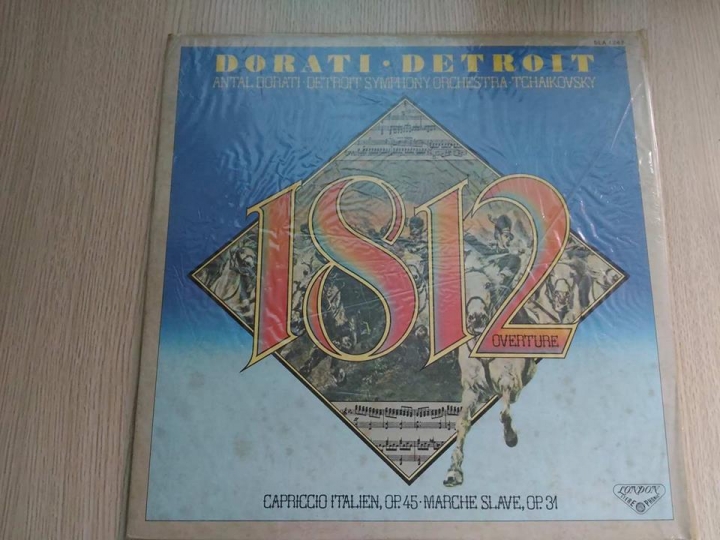 DORATI · DETROIT
ANTAL DORATI · DETROIT SYMPHONY ORCHESTRA · TCHAIKOVSKY
1812
OVERTURE
CAPRICCIO ITALIEN, OP. 45 · MARCHE SLAVE, OP. 31
LONDON